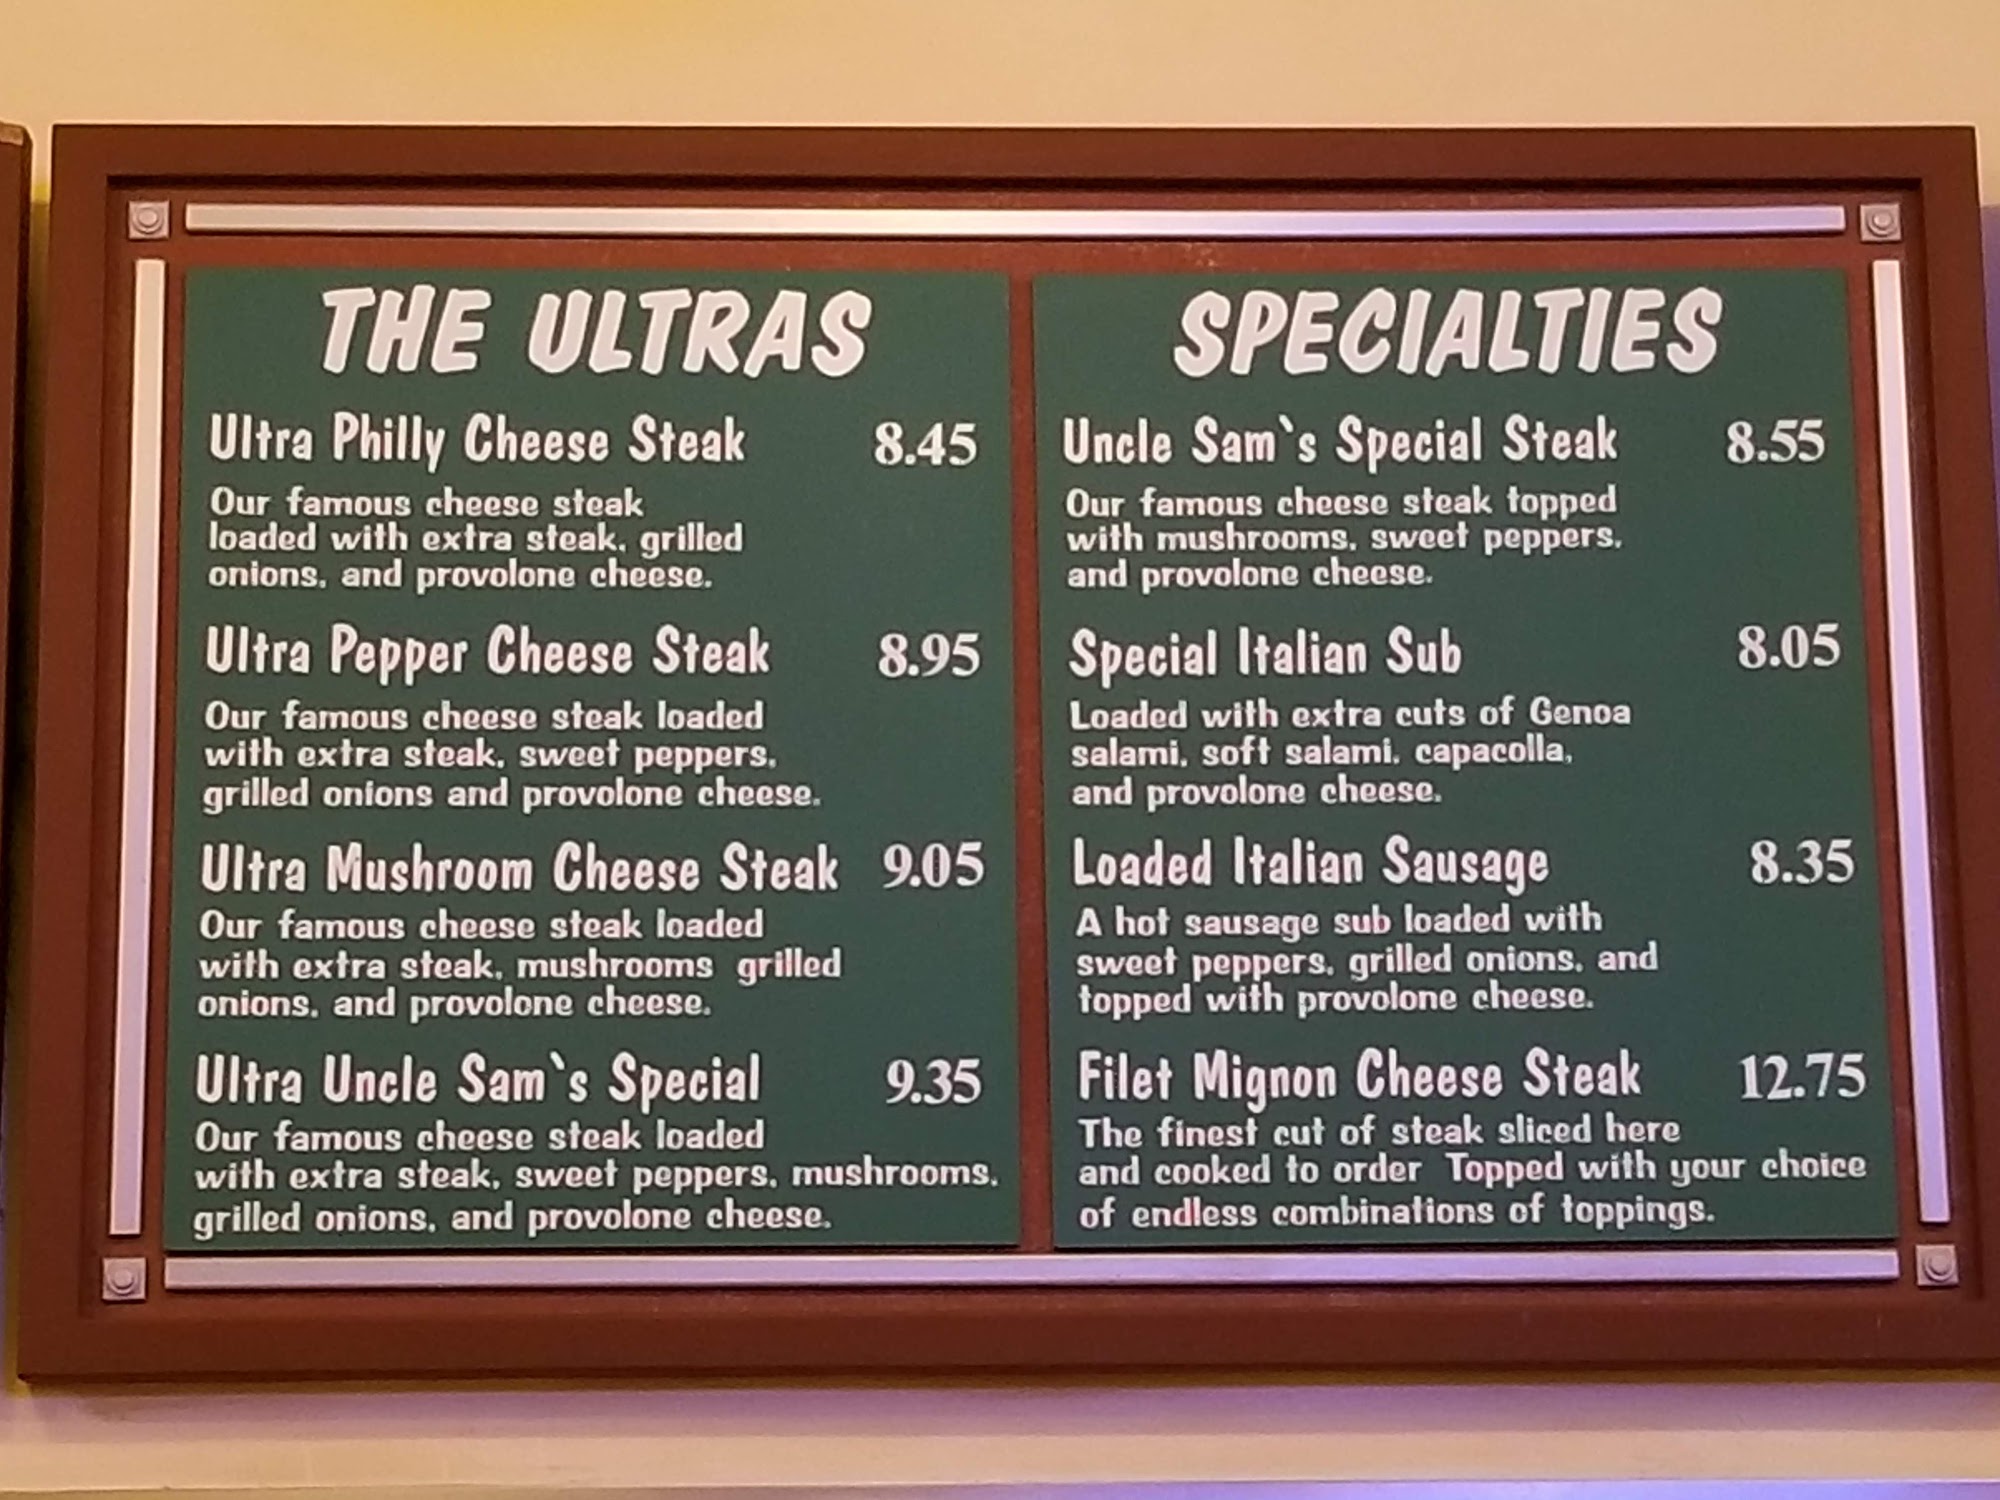 THE ULTRAS
Ultra Philly Cheese Steak 8.45
Our famous cheese steak
loaded with extra steak, grilled
onions, and provolone cheese.
Ultra Pepper Cheese Steak 8.95
Our famous cheese steak loaded
with extra steak, sweet peppers,
grilled onions and provolone cheese.
Ultra Mushroom Cheese Steak 9.05
Our famous cheese steak loaded
with extra steak, mushrooms grilled
onions, and provolone cheese.
Ultra Uncle Sam`s Special 9.35
Our famous cheese steak loaded
with extra steak, sweet peppers, mushrooms,
grilled onions, and provolone cheese.
SPECIALTIES
Uncle Sam`s Special Steak 8.55
Our famous cheese steak topped
with mushrooms, sweet peppers,
and provolone cheese.
Special Italian Sub 8.05
Loaded with extra cuts of Genoa
salami, soft salami, capacolla,
and provolone cheese.
Loaded Italian Sausage 8.35
A hot sausage sub loaded with
sweet peppers, grilled onions, and
topped with provolone cheese.
Filet Mignon Cheese Steak 12.75
The finest cut of steak sliced here
and cooked to order Topped with your choice
of endless combinations of toppings.